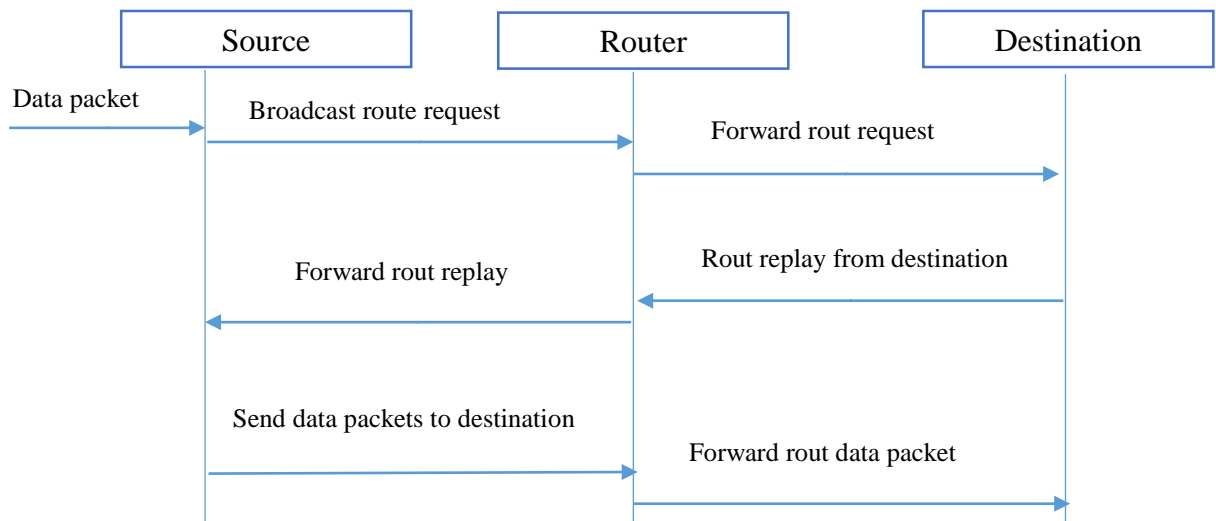 Source
Router
Destination
Data packet
Broadcast route request
Forward rout request
Rout replay from destination
Forward rout replay
Send data packets to destination
Forward rout data packet